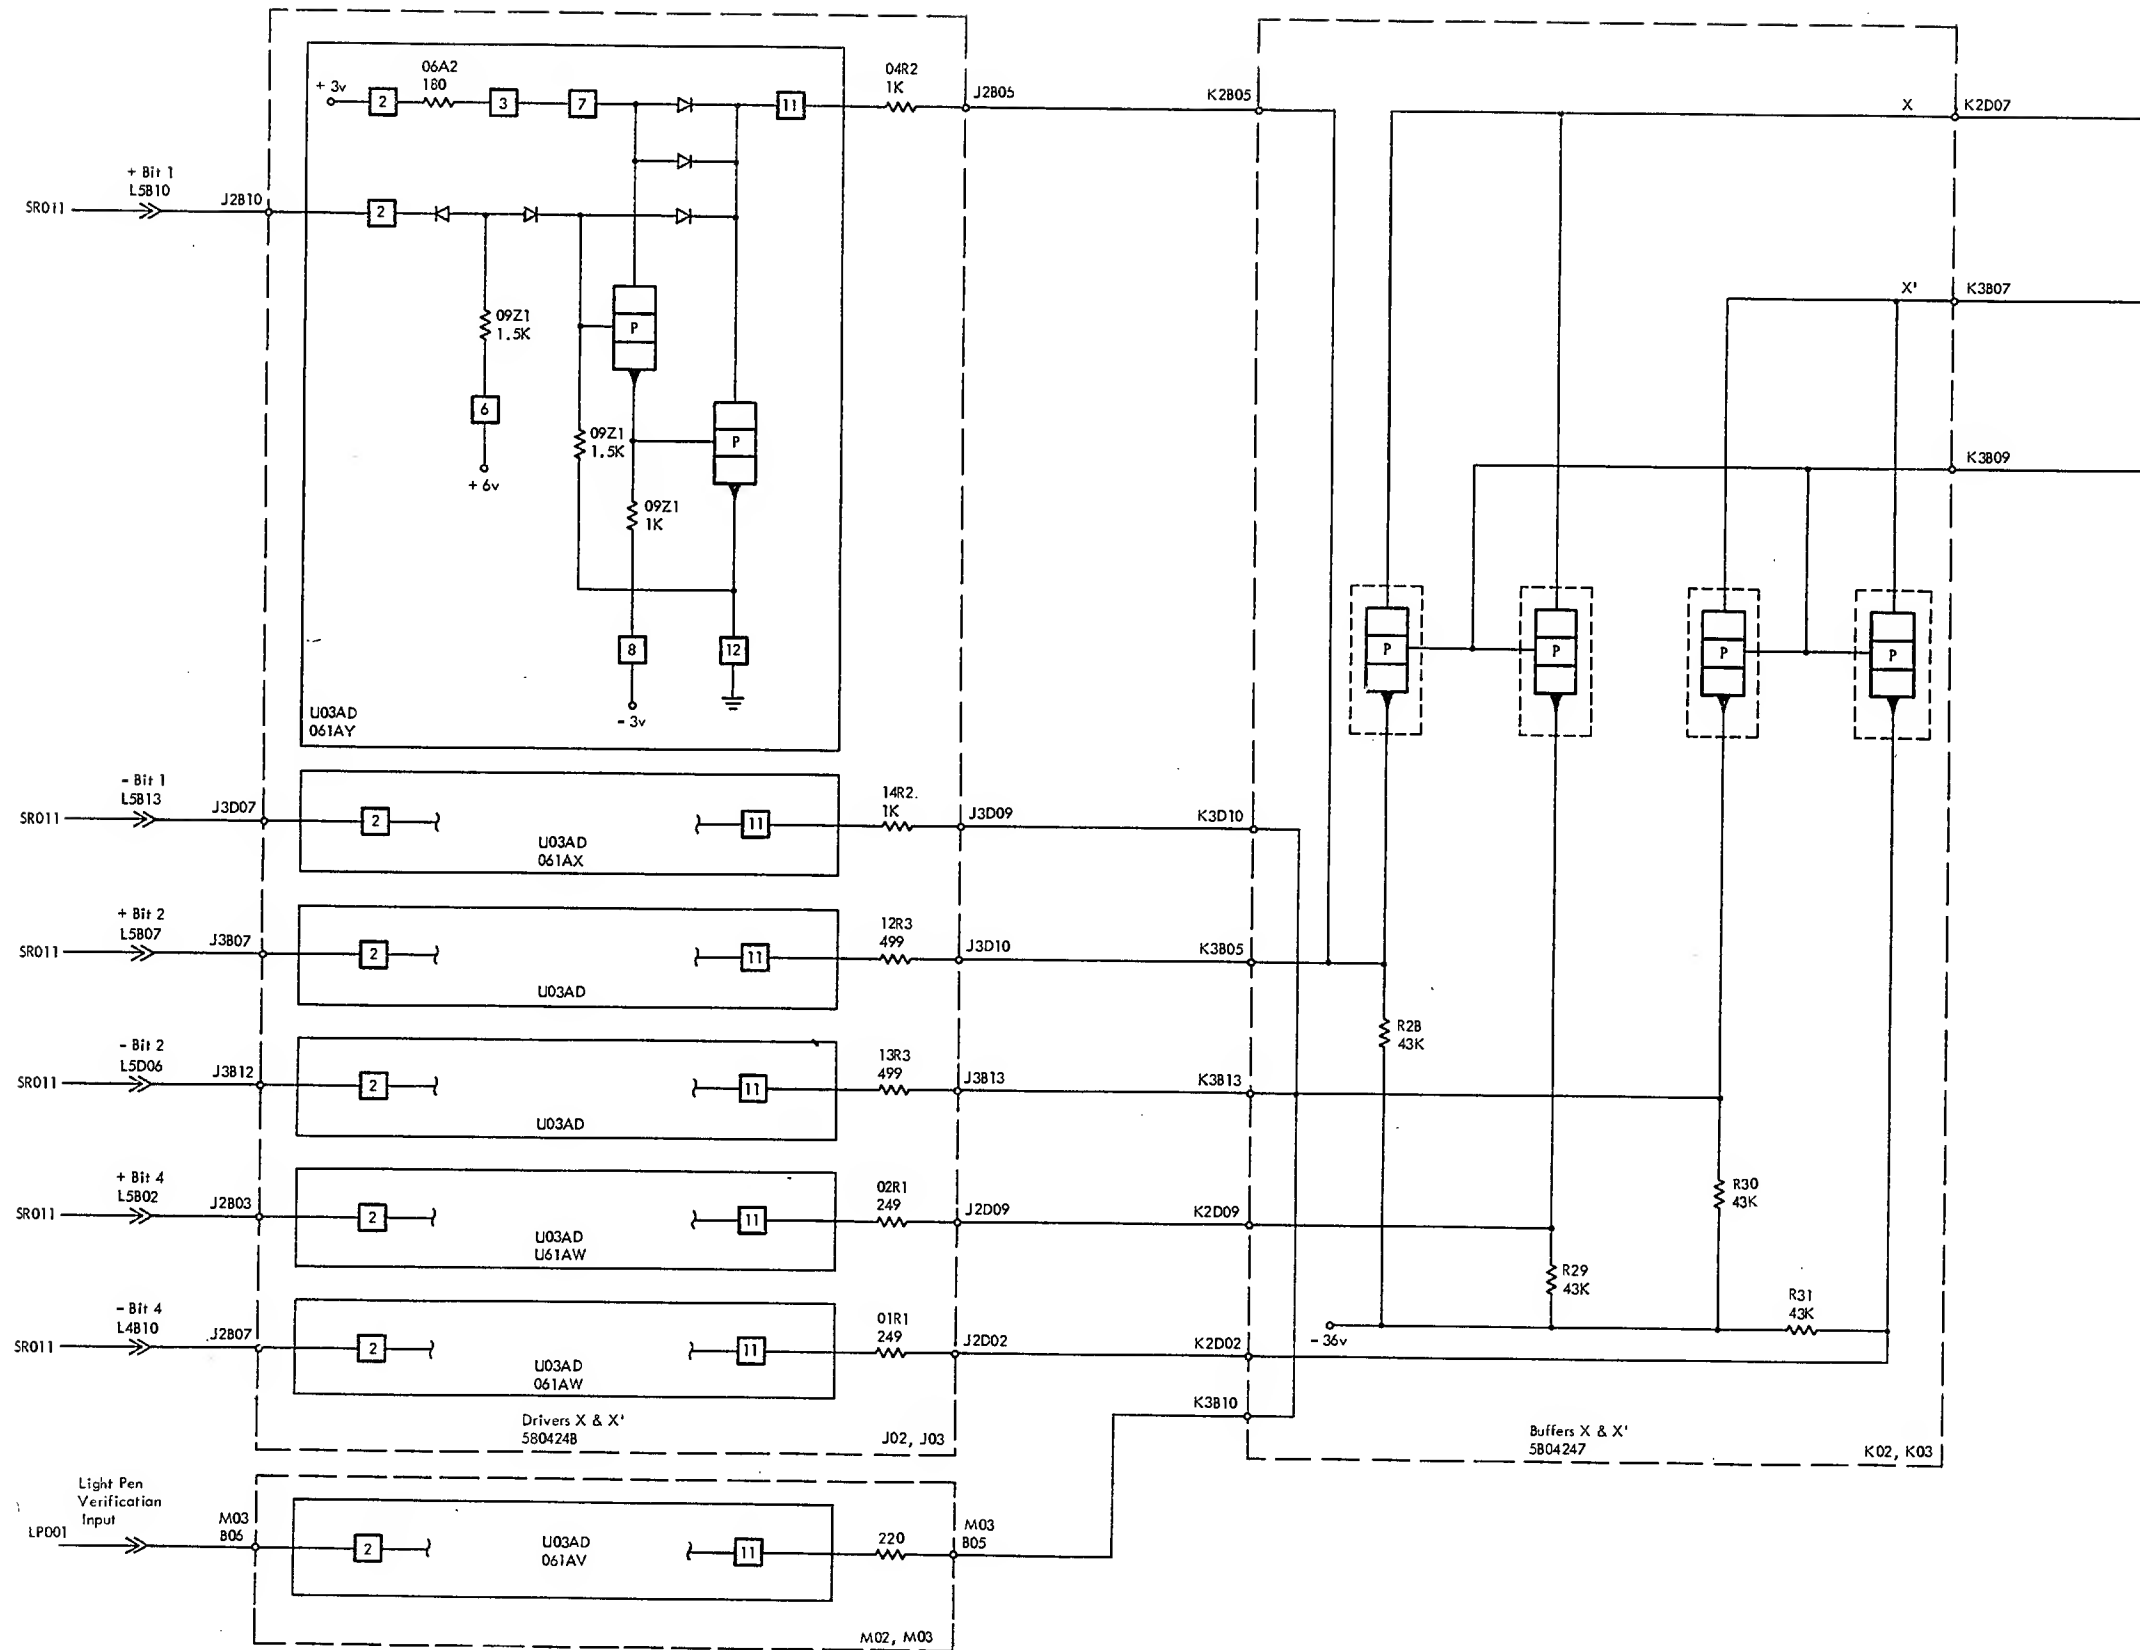 + 3v
2
06A2
180
3
7
11
04R2
1K
J2B05
K2B05
X
K2D07
+ Bit 1
L5B10
SR011
J2B10
2
X'
K3B07
09Z1
1.5K
P
6
+ 6v
09Z1
1.5K
P
K3B09
09Z1
1K
8
12
- 3v
U03AD
061AY
P
P
P
P
- Bit 1
L5B13
SR011
J3D07
2
11
U03AD
061AX
14R2
1K
J3D09
K3D10
+ Bit 2
L5B07
SR011
J3B07
2
11
U03AD
12R3
499
J3D10
K3B05
R28
43K
- Bit 2
L5D06
SR011
J3B12
2
11
U03AD
13R3
499
J3B13
K3B13
R30
43K
+ Bit 4
L5B02
SR011
J2B03
2
11
U03AD
U61AW
02R1
249
J2D09
K2D09
R29
43K
- Bit 4
L4B10
SR011
J2B07
2
11
U03AD
061AW
01R1
249
J2D02
K2D02
- 36v
R31
43K
K3B10
Drivers X & X'
5804248
J02, J03
Buffers X & X'
5804247
K02, K03
Light Pen
Verification
Input
LP001
M03
B06
2
11
U03AD
061AV
220
M03
B05
M02, M03